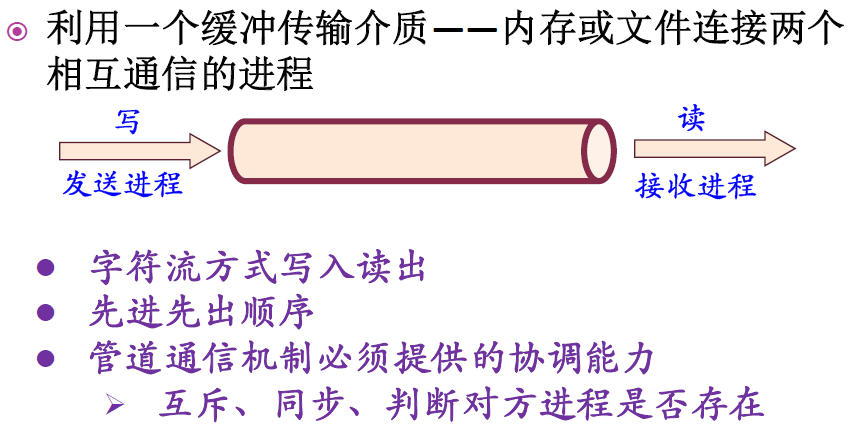 利用一个缓冲传输介质——内存或文件连接两个
相互通信的进程
写
读
发送进程
接收进程
字符流方式写入读出
先进先出顺序
管道通信机制必须提供的协调能力
互斥、同步、判断对方进程是否存在